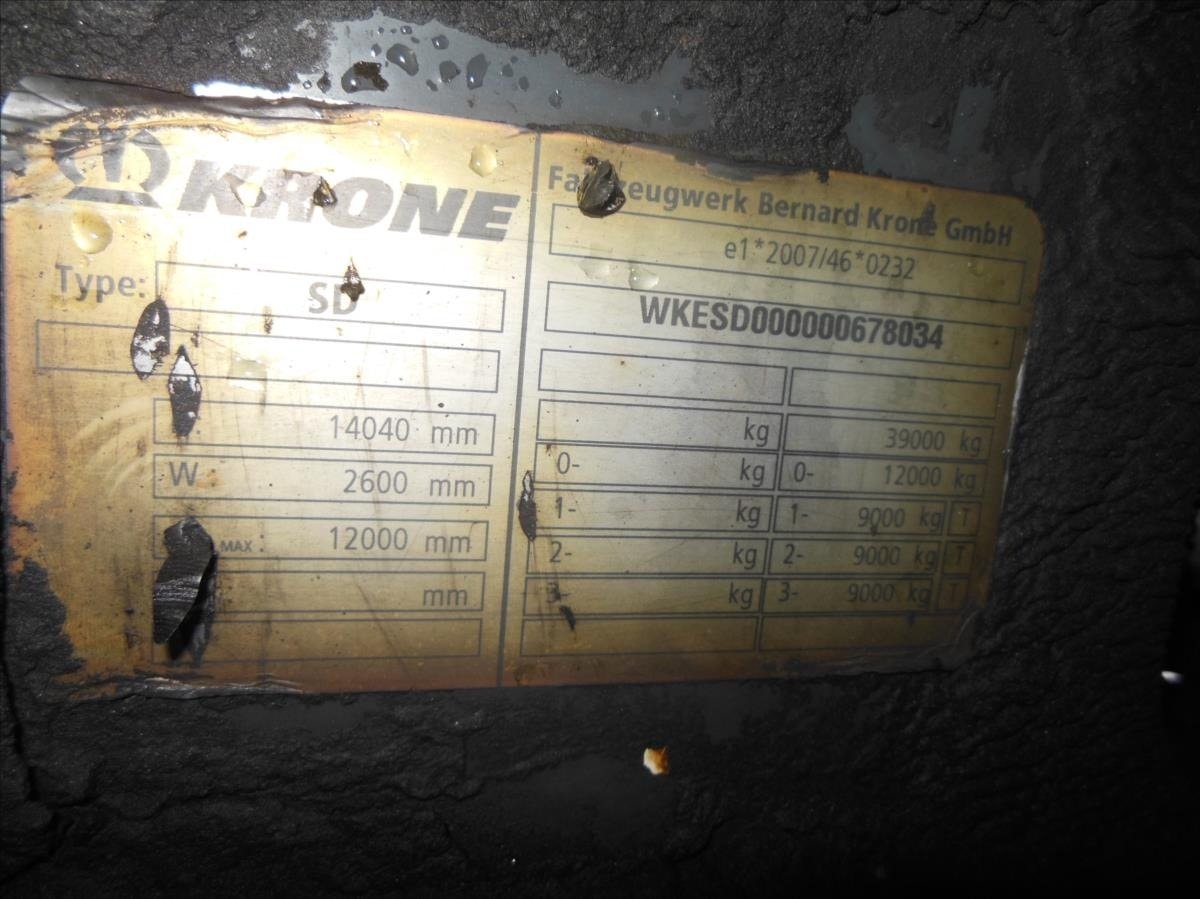 KRONE
Type: SD
14040 mm
W 2600 mm
MAX: 12000 mm
mm
Fahrzeugwerk Bernard Krone GmbH
e1*2007/46*0232
WKESD000000678034
kg 39000 kg
0- kg 0- 12000 kg
1- kg 1- 9000 kg T
2- kg 2- 9000 kg T
3- kg 3- 9000 kg T